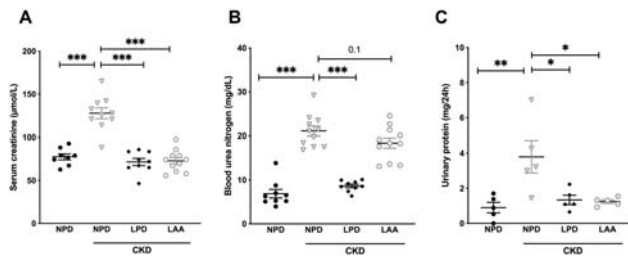 A
Serum creatinine (µmol/L)
200
150
100
50
0
***
***
***
NPD NPD LPD LAA
CKD
B
Blood urea nitrogen (mg/dL)
40
30
20
10
0
0.1
***
***
NPD NPD LPD LAA
CKD
C
Urinary protein (mg/24h)
10
8
6
4
2
0
*
**
*
NPD NPD LPD LAA
CKD